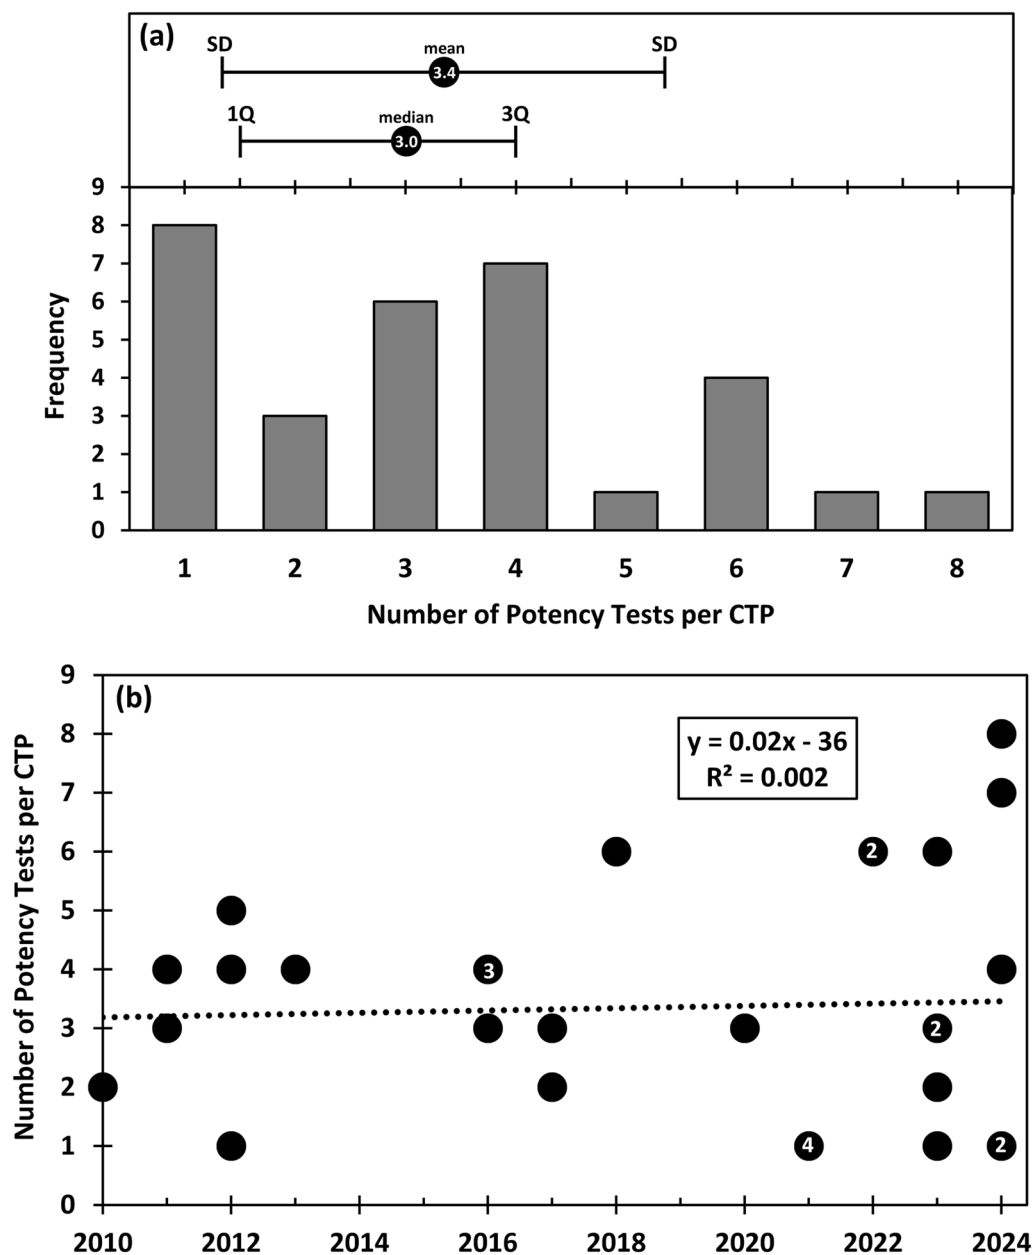 (a)
SD mean SD
3.4
1Q median 3Q
3.0
9
8
7
6
5
4
3
2
1
0
Frequency
1 2 3 4 5 6 7 8
Number of Potency Tests per CTP
(b)
9
8
7
6
5
4
3
2
1
0
Number of Potency Tests per CTP
y = 0.02x - 36
R² = 0.002
2
3
2
4
2
2010 2012 2014 2016 2018 2020 2022 2024